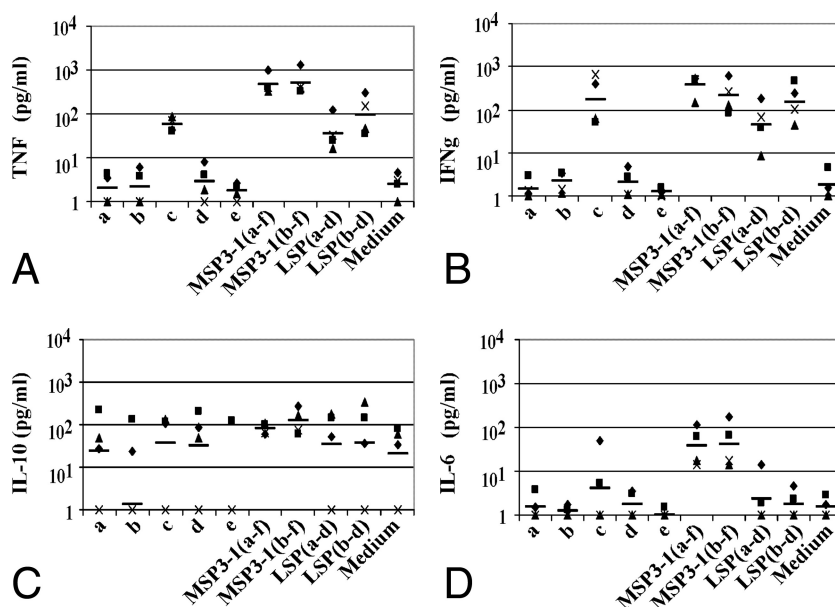 A
TNF (pg/ml)
10⁴
10³
10²
10¹
1
a b c d e MSP3-1(a-f) MSP3-1(b-f) LSP(a-d) LSP(b-d) Medium
B
IFNg (pg/ml)
10⁴
10³
10²
10¹
1
a b c d e MSP3-1(a-f) MSP3-1(b-f) LSP(a-d) LSP(b-d) Medium
C
IL-10 (pg/ml)
10⁴
10³
10²
10¹
1
a b c d e MSP3-1(a-f) MSP3-1(b-f) LSP(a-d) LSP(b-d) Medium
D
IL-6 (pg/ml)
10⁴
10³
10²
10¹
1
a b c d e MSP3-1(a-f) MSP3-1(b-f) LSP(a-d) LSP(b-d) Medium